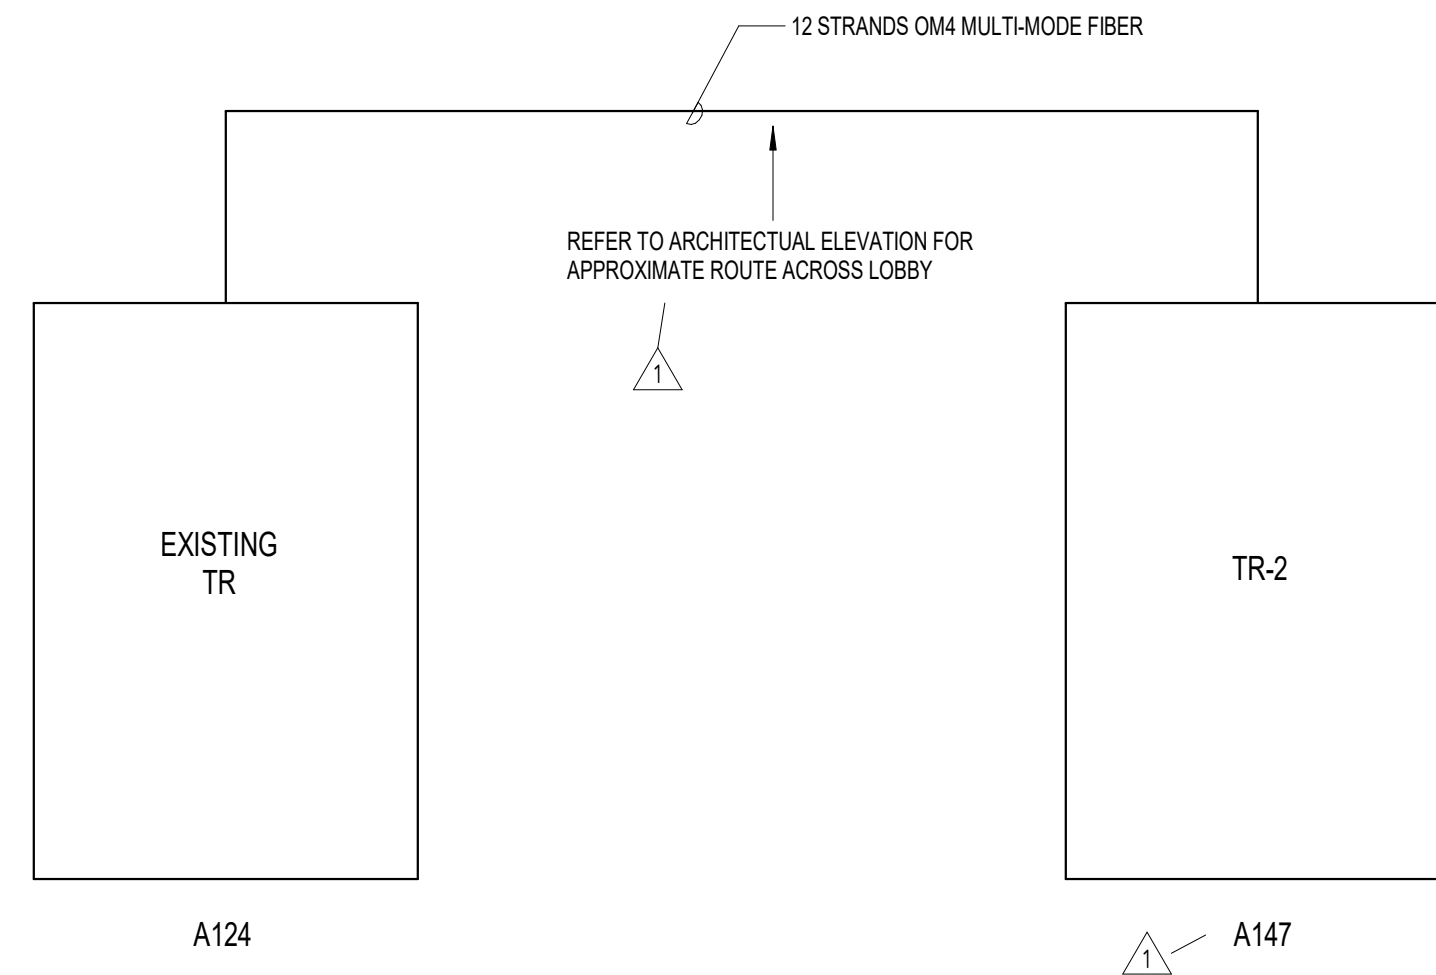 12 STRANDS OM4 MULTI-MODE FIBER
REFER TO ARCHITECTUAL ELEVATION FOR
APPROXIMATE ROUTE ACROSS LOBBY
1
EXISTING
TR
TR-2
A124
1
A147